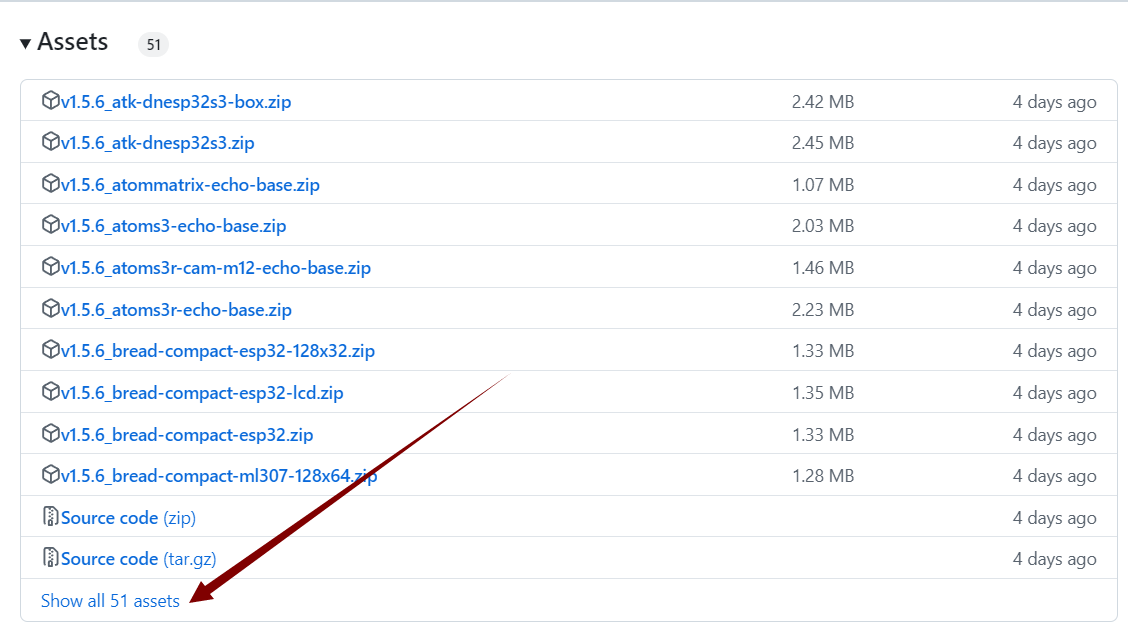 Assets 51
v1.5.6_atk-dnesp32s3-box.zip 2.42 MB 4 days ago
v1.5.6_atk-dnesp32s3.zip 2.45 MB 4 days ago
v1.5.6_atommatrix-echo-base.zip 1.07 MB 4 days ago
v1.5.6_atoms3-echo-base.zip 2.03 MB 4 days ago
v1.5.6_atoms3r-cam-m12-echo-base.zip 1.46 MB 4 days ago
v1.5.6_atoms3r-echo-base.zip 2.23 MB 4 days ago
v1.5.6_bread-compact-esp32-128x32.zip 1.33 MB 4 days ago
v1.5.6_bread-compact-esp32-lcd.zip 1.35 MB 4 days ago
v1.5.6_bread-compact-esp32.zip 1.33 MB 4 days ago
v1.5.6_bread-compact-ml307-128x64.zip 1.28 MB 4 days ago
Source code (zip) 4 days ago
Source code (tar.gz) 4 days ago
Show all 51 assets